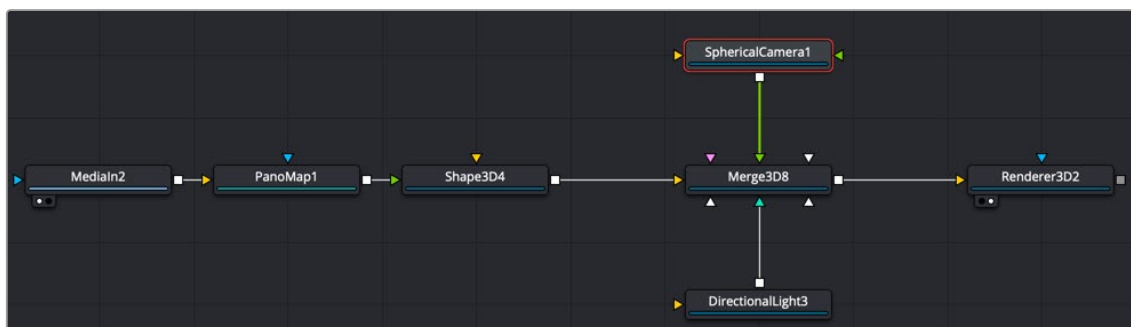 SphericalCamera1
MediaIn2
PanoMap1
Shape3D4
Merge3D8
Renderer3D2
DirectionalLight3